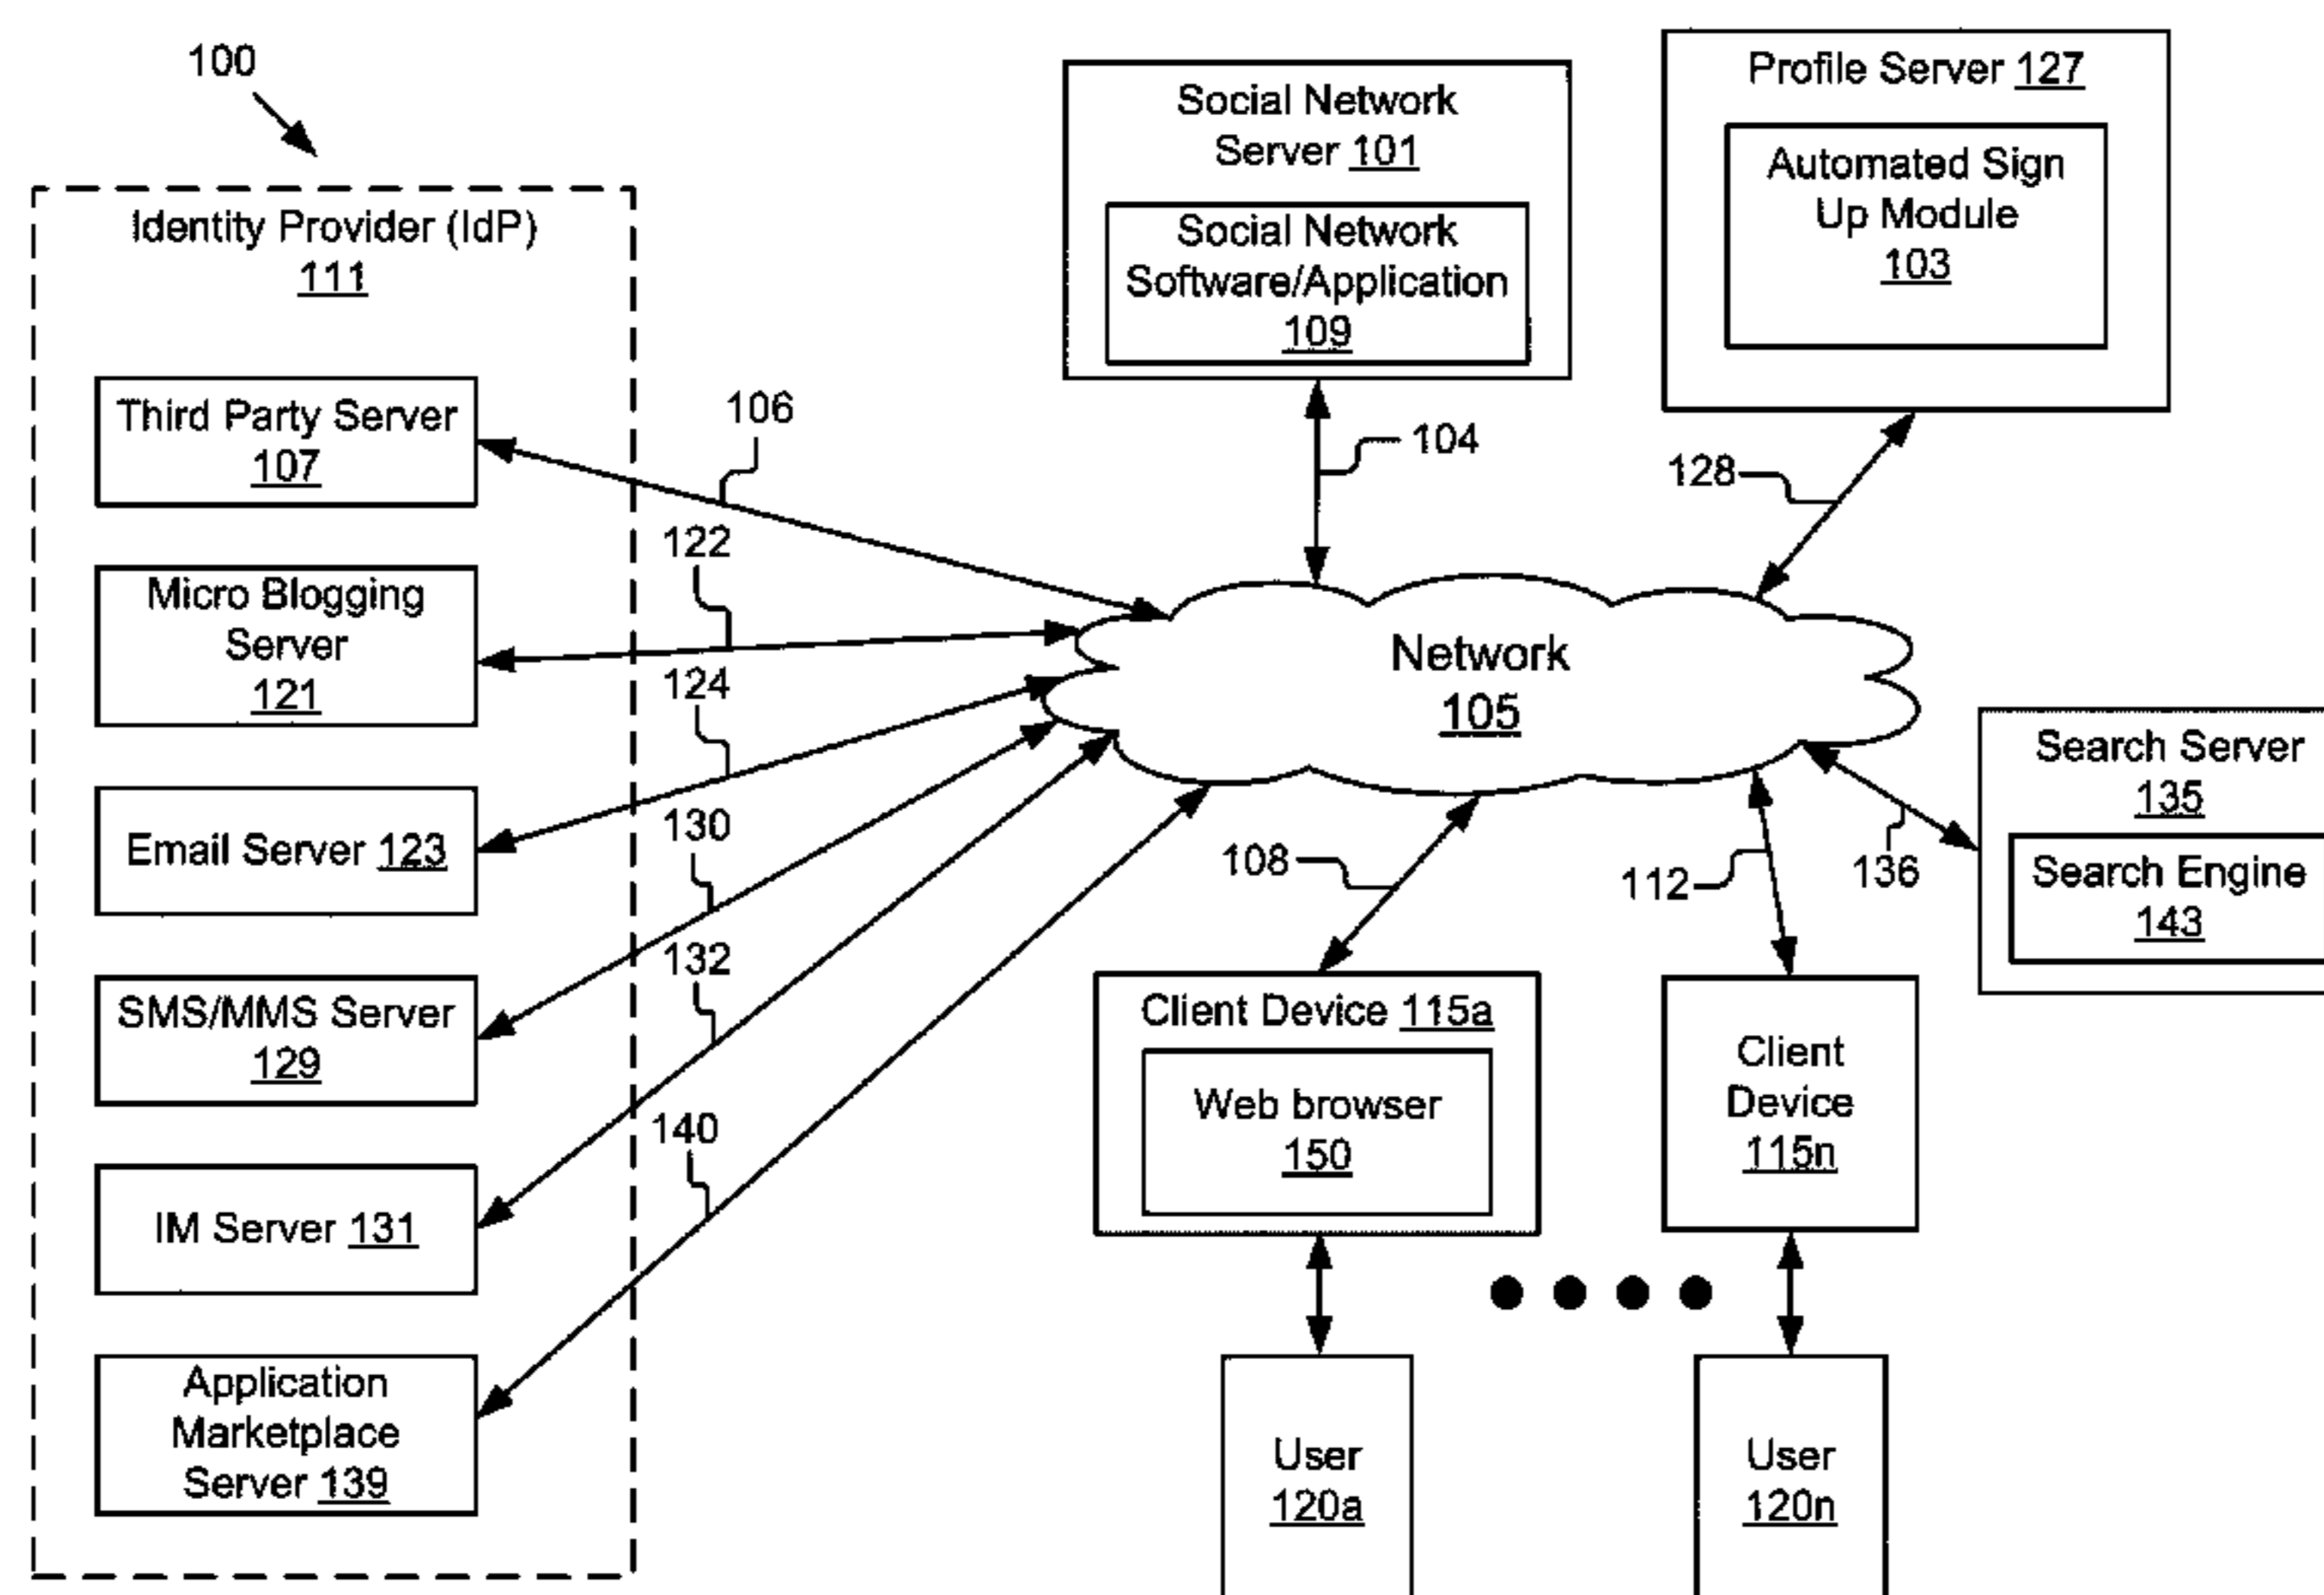 100
Identity Provider (IdP)
111
Third Party Server
107
Micro Blogging
Server
121
Email Server 123
SMS/MMS Server
129
IM Server 131
Application
Marketplace
Server 139
106
122
124
130
132
140
Social Network
Server 101
Social Network
Software/Application
109
104
Profile Server 127
Automated Sign
Up Module
103
128
Network
105
Search Server
135
Search Engine
143
136
108
112
Client Device 115a
Web browser
150
Client
Device
115n
User
120a
User
120n